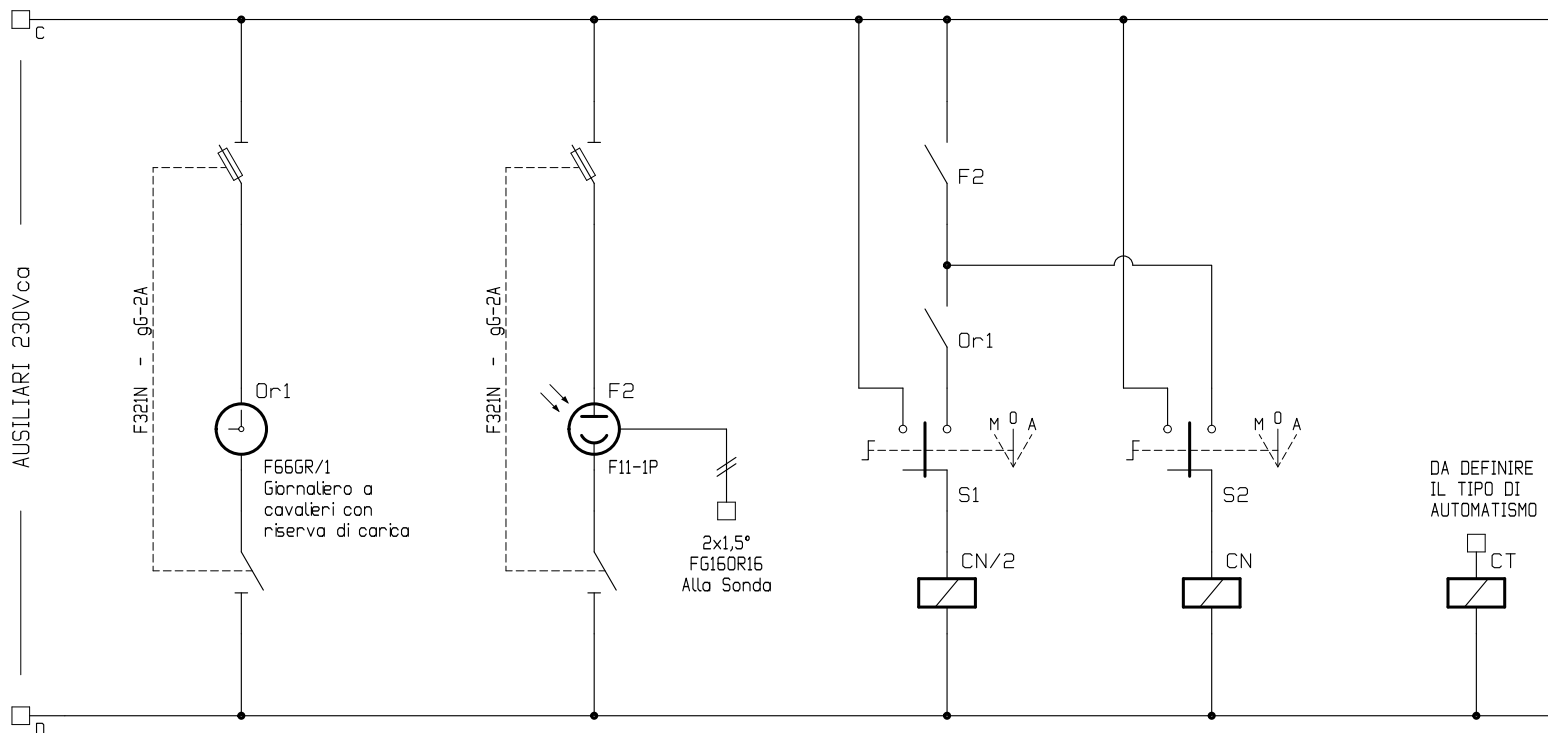 C
AUSILIARI 230Vca
F321N - gG-2A
Or1
F66GR/1
Giornaliero a
cavalieri con
riserva di carica
F321N - gG-2A
F2
F11-1P
2x1,5°
FG16OR16
Alla Sonda
F2
Or1
M 0 A
S1
CN/2
M 0 A
S2
CN
DA DEFINIRE
IL TIPO DI
AUTOMATISMO
CT
D